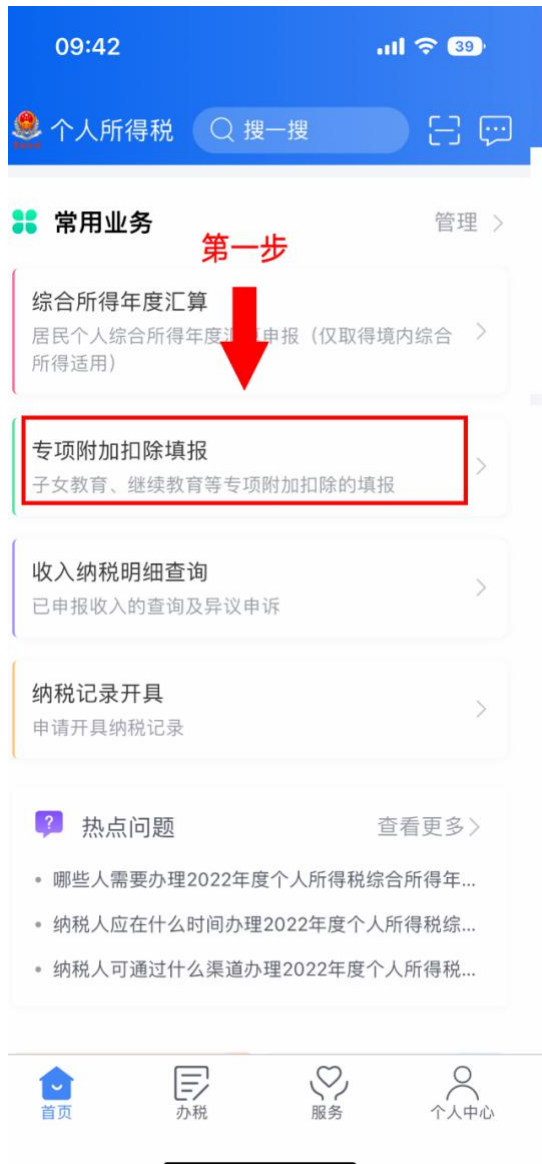 09:42
39
个人所得税
搜一搜
常用业务
管理
第一步
综合所得年度汇算
居民个人综合所得年度汇算申报（仅取得境内综合
所得适用）
专项附加扣除填报
子女教育、继续教育等专项附加扣除的填报
收入纳税明细查询
已申报收入的查询及异议申诉
纳税记录开具
申请开具纳税记录
热点问题
查看更多
哪些人需要办理2022年度个人所得税综合所得年...
纳税人应在什么时间办理2022年度个人所得税综...
纳税人可通过什么渠道办理2022年度个人所得税...
首页
办税
服务
个人中心